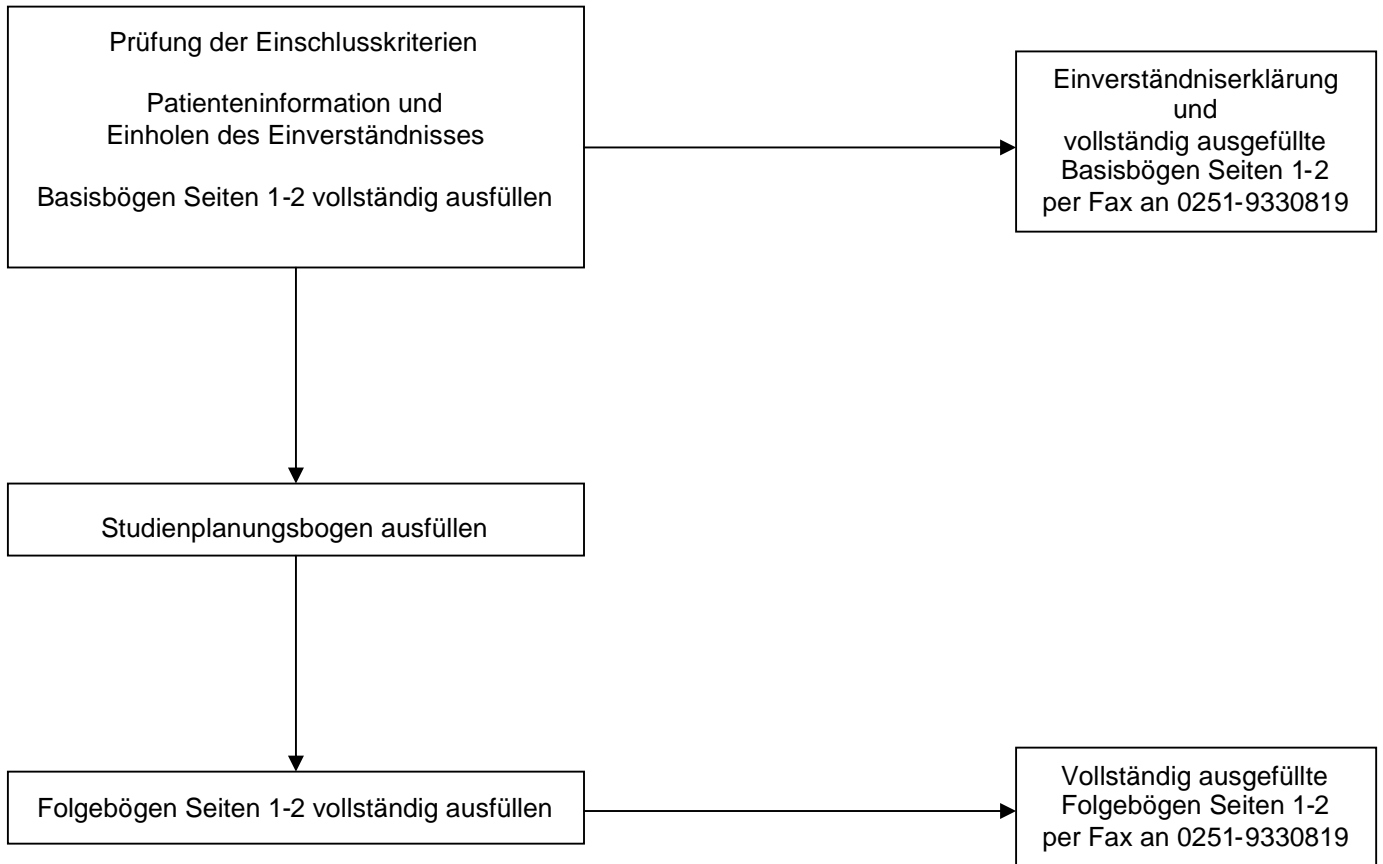 Prüfung der Einschlusskriterien
Patienteninformation und
Einholen des Einverständnisses
Basisbögen Seiten 1-2 vollständig ausfüllen
Einverständniserklärung
und
vollständig ausgefüllte
Basisbögen Seiten 1-2
per Fax an 0251-9330819
Studienplanungsbogen ausfüllen
Folgebögen Seiten 1-2 vollständig ausfüllen
Vollständig ausgefüllte
Folgebögen Seiten 1-2
per Fax an 0251-9330819